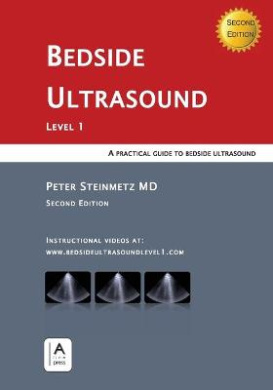 SECOND
EDITION
BEDSIDE
ULTRASOUND
LEVEL 1
A PRACTICAL GUIDE TO BEDSIDE ULTRASOUND
PETER STEINMETZ MD
SECOND EDITION
INSTRUCTIONAL VIDEOS AT:
WWW.BEDSIDEULTRASOUNDLEVEL1.COM
A
press